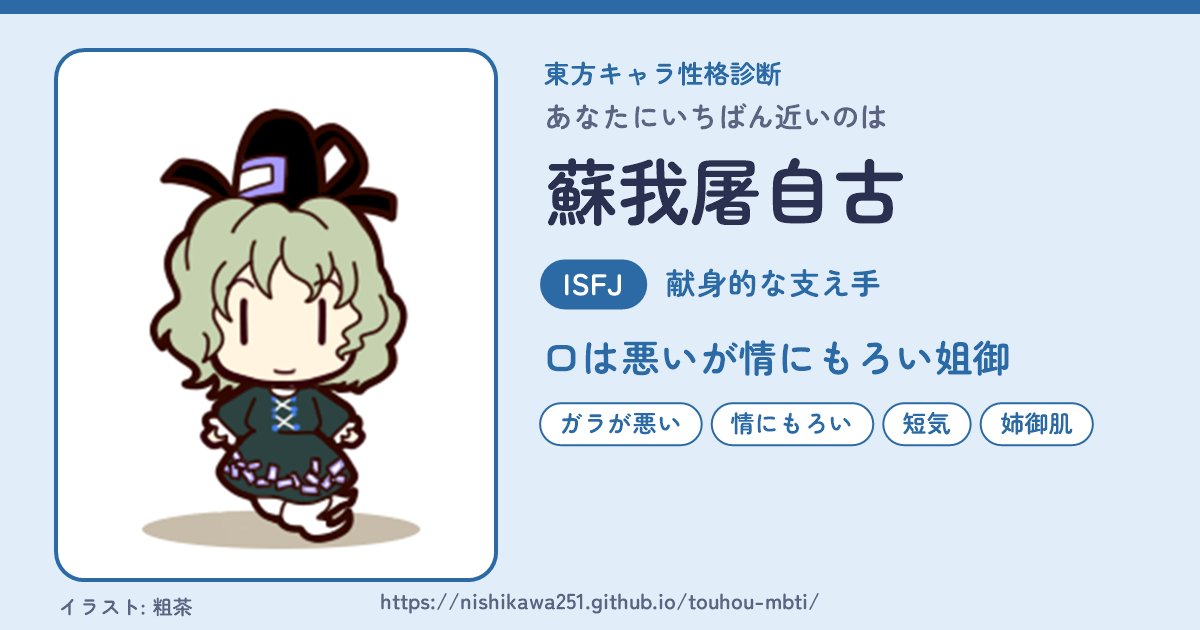 東方キャラ性格診断
あなたにいちばん近いのは
蘇我屠自古
ISFJ 献身的な支え手
口は悪いが情にもろい姐御
ガラが悪い 情にもろい 短気 姉御肌
イラスト: 粗茶
https://nishikawa251.github.io/touhou-mbti/